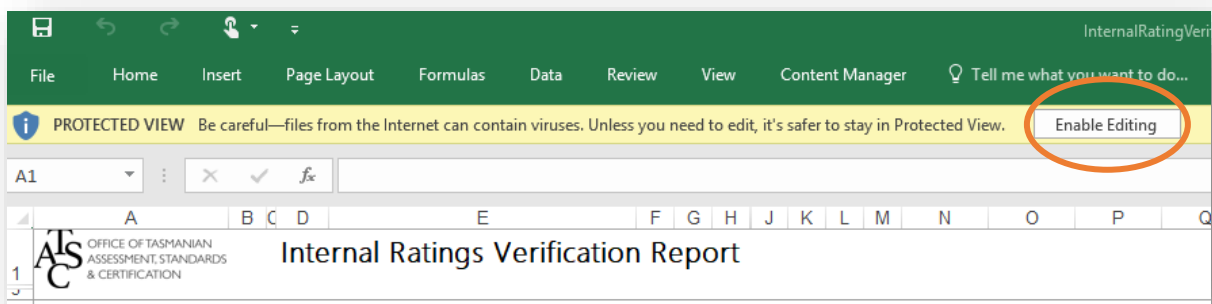 InternalRatingVeri
File Home Insert Page Layout Formulas Data Review View Content Manager Tell me what you want to do...
PROTECTED VIEW Be careful—files from the Internet can contain viruses. Unless you need to edit, it's safer to stay in Protected View. Enable Editing
A1 fx
A B C D E F G H J K L M N O P Q
ATSC OFFICE OF TASMANIAN
ASSESSMENT, STANDARDS
& CERTIFICATION
Internal Ratings Verification Report
1